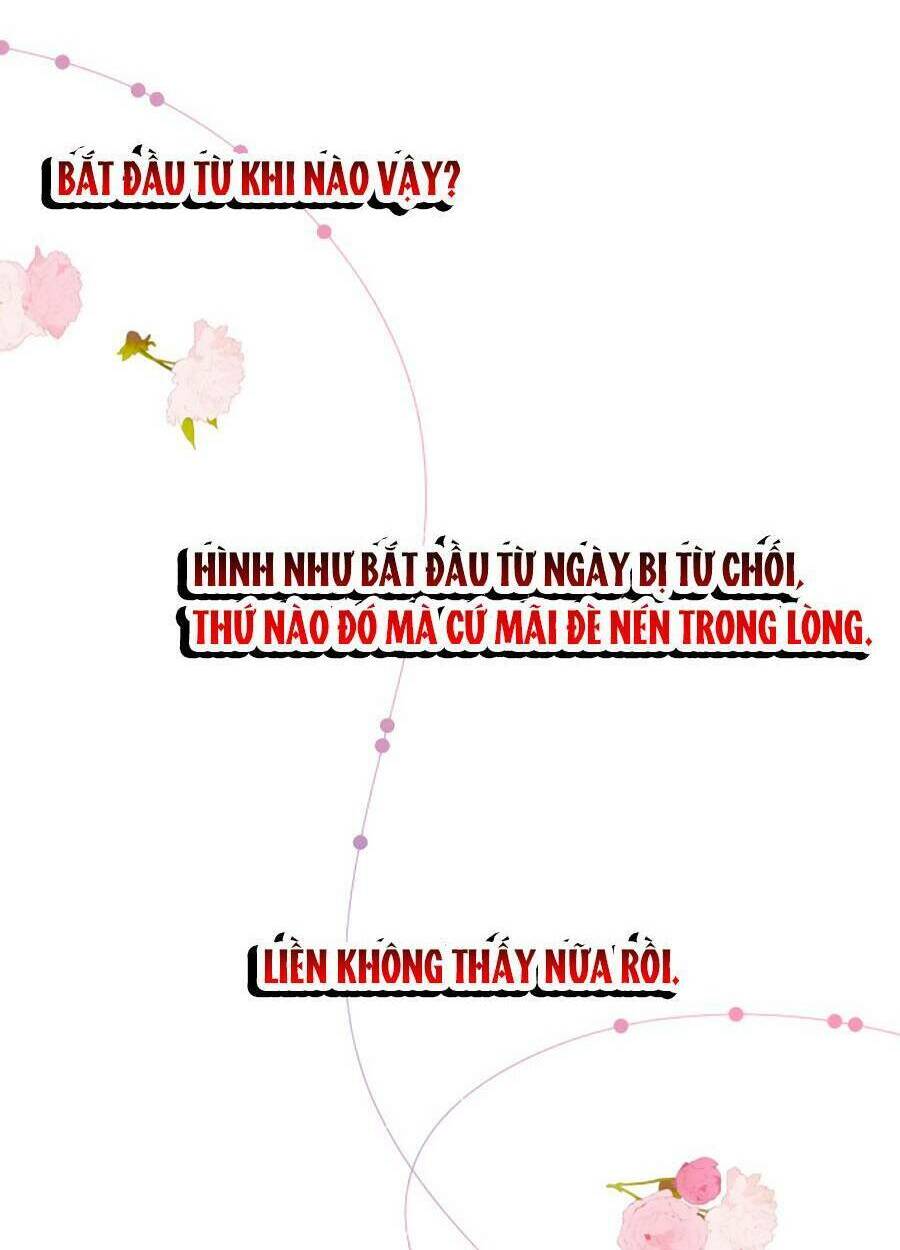 BẮT ĐẦU TỪ KHI NÀO VẬY?
HÌNH NHƯ BẮT ĐẦU TỪ NGÀY BỊ TỪ CHỐI,
THỨ NÀO ĐÓ MÀ CỨ MÃI ĐÈ NÉN TRONG LÒNG.
LIỀN KHÔNG THẤY NỮA RỒI.